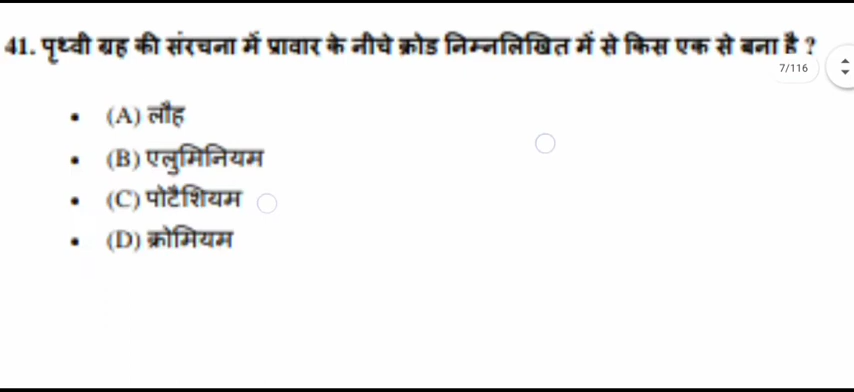 41. पृथ्वी ग्रह की संरचना में प्रावार के नीचे क्रोड निम्नलिखित में से किस एक से बना है ?
7/116
(A) लौह
(B) एलुमिनियम
(C) पोटैशियम
(D) क्रोमियम